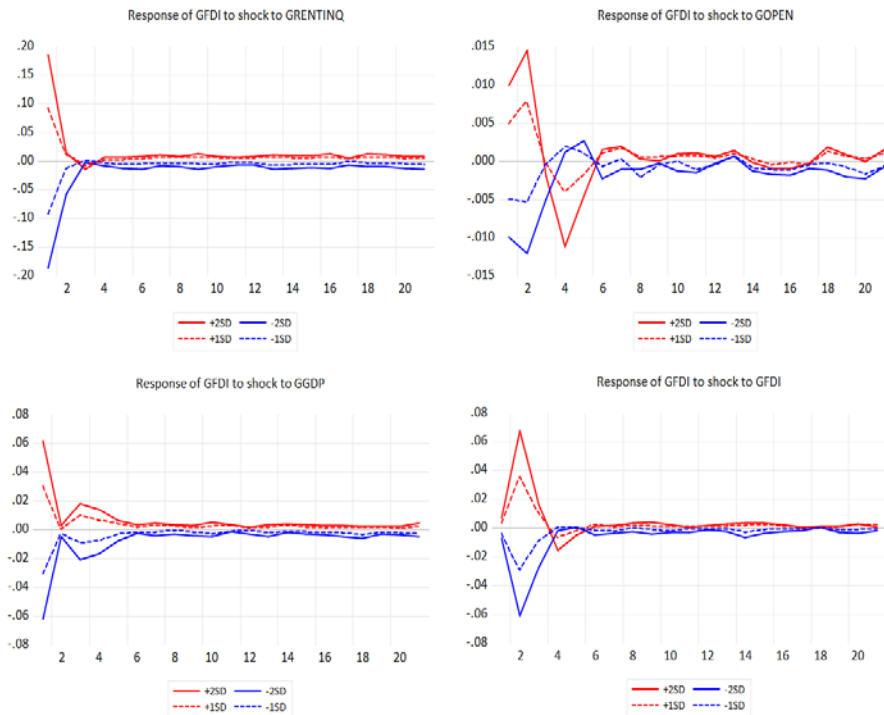 Response of GFDI to shock to GRENTINQ
.20
.15
.10
.05
.00
-.05
-.10
-.15
-.20
2 4 6 8 10 12 14 16 18 20
+2SD -2SD
+1SD -1SD
Response of GFDI to shock to GOPEN
.015
.010
.005
.000
-.005
-.010
-.015
2 4 6 8 10 12 14 16 18 20
+2SD -2SD
+1SD -1SD
Response of GFDI to shock to GGDP
.08
.06
.04
.02
.00
-.02
-.04
-.06
-.08
2 4 6 8 10 12 14 16 18 20
+2SD -2SD
+1SD -1SD
Response of GFDI to shock to GFDI
.08
.06
.04
.02
.00
-.02
-.04
-.06
-.08
2 4 6 8 10 12 14 16 18 20
+2SD -2SD
+1SD -1SD